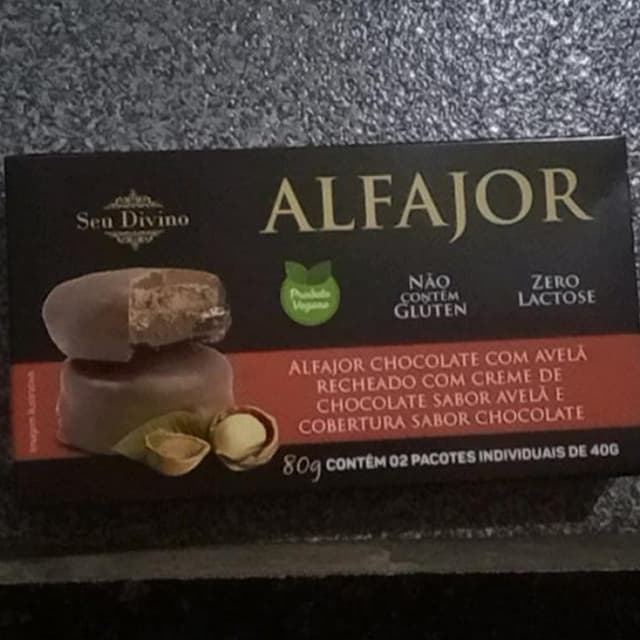 Seu Divino
ALFAJOR
Produto
Vegano
NÃO
CONTÉM
GLÚTEN
ZERO
LACTOSE
ALFAJOR CHOCOLATE COM AVELÃ
RECHEADO COM CREME DE
CHOCOLATE SABOR AVELÃ E
COBERTURA SABOR CHOCOLATE
80g CONTÉM 02 PACOTES INDIVIDUAIS DE 40G